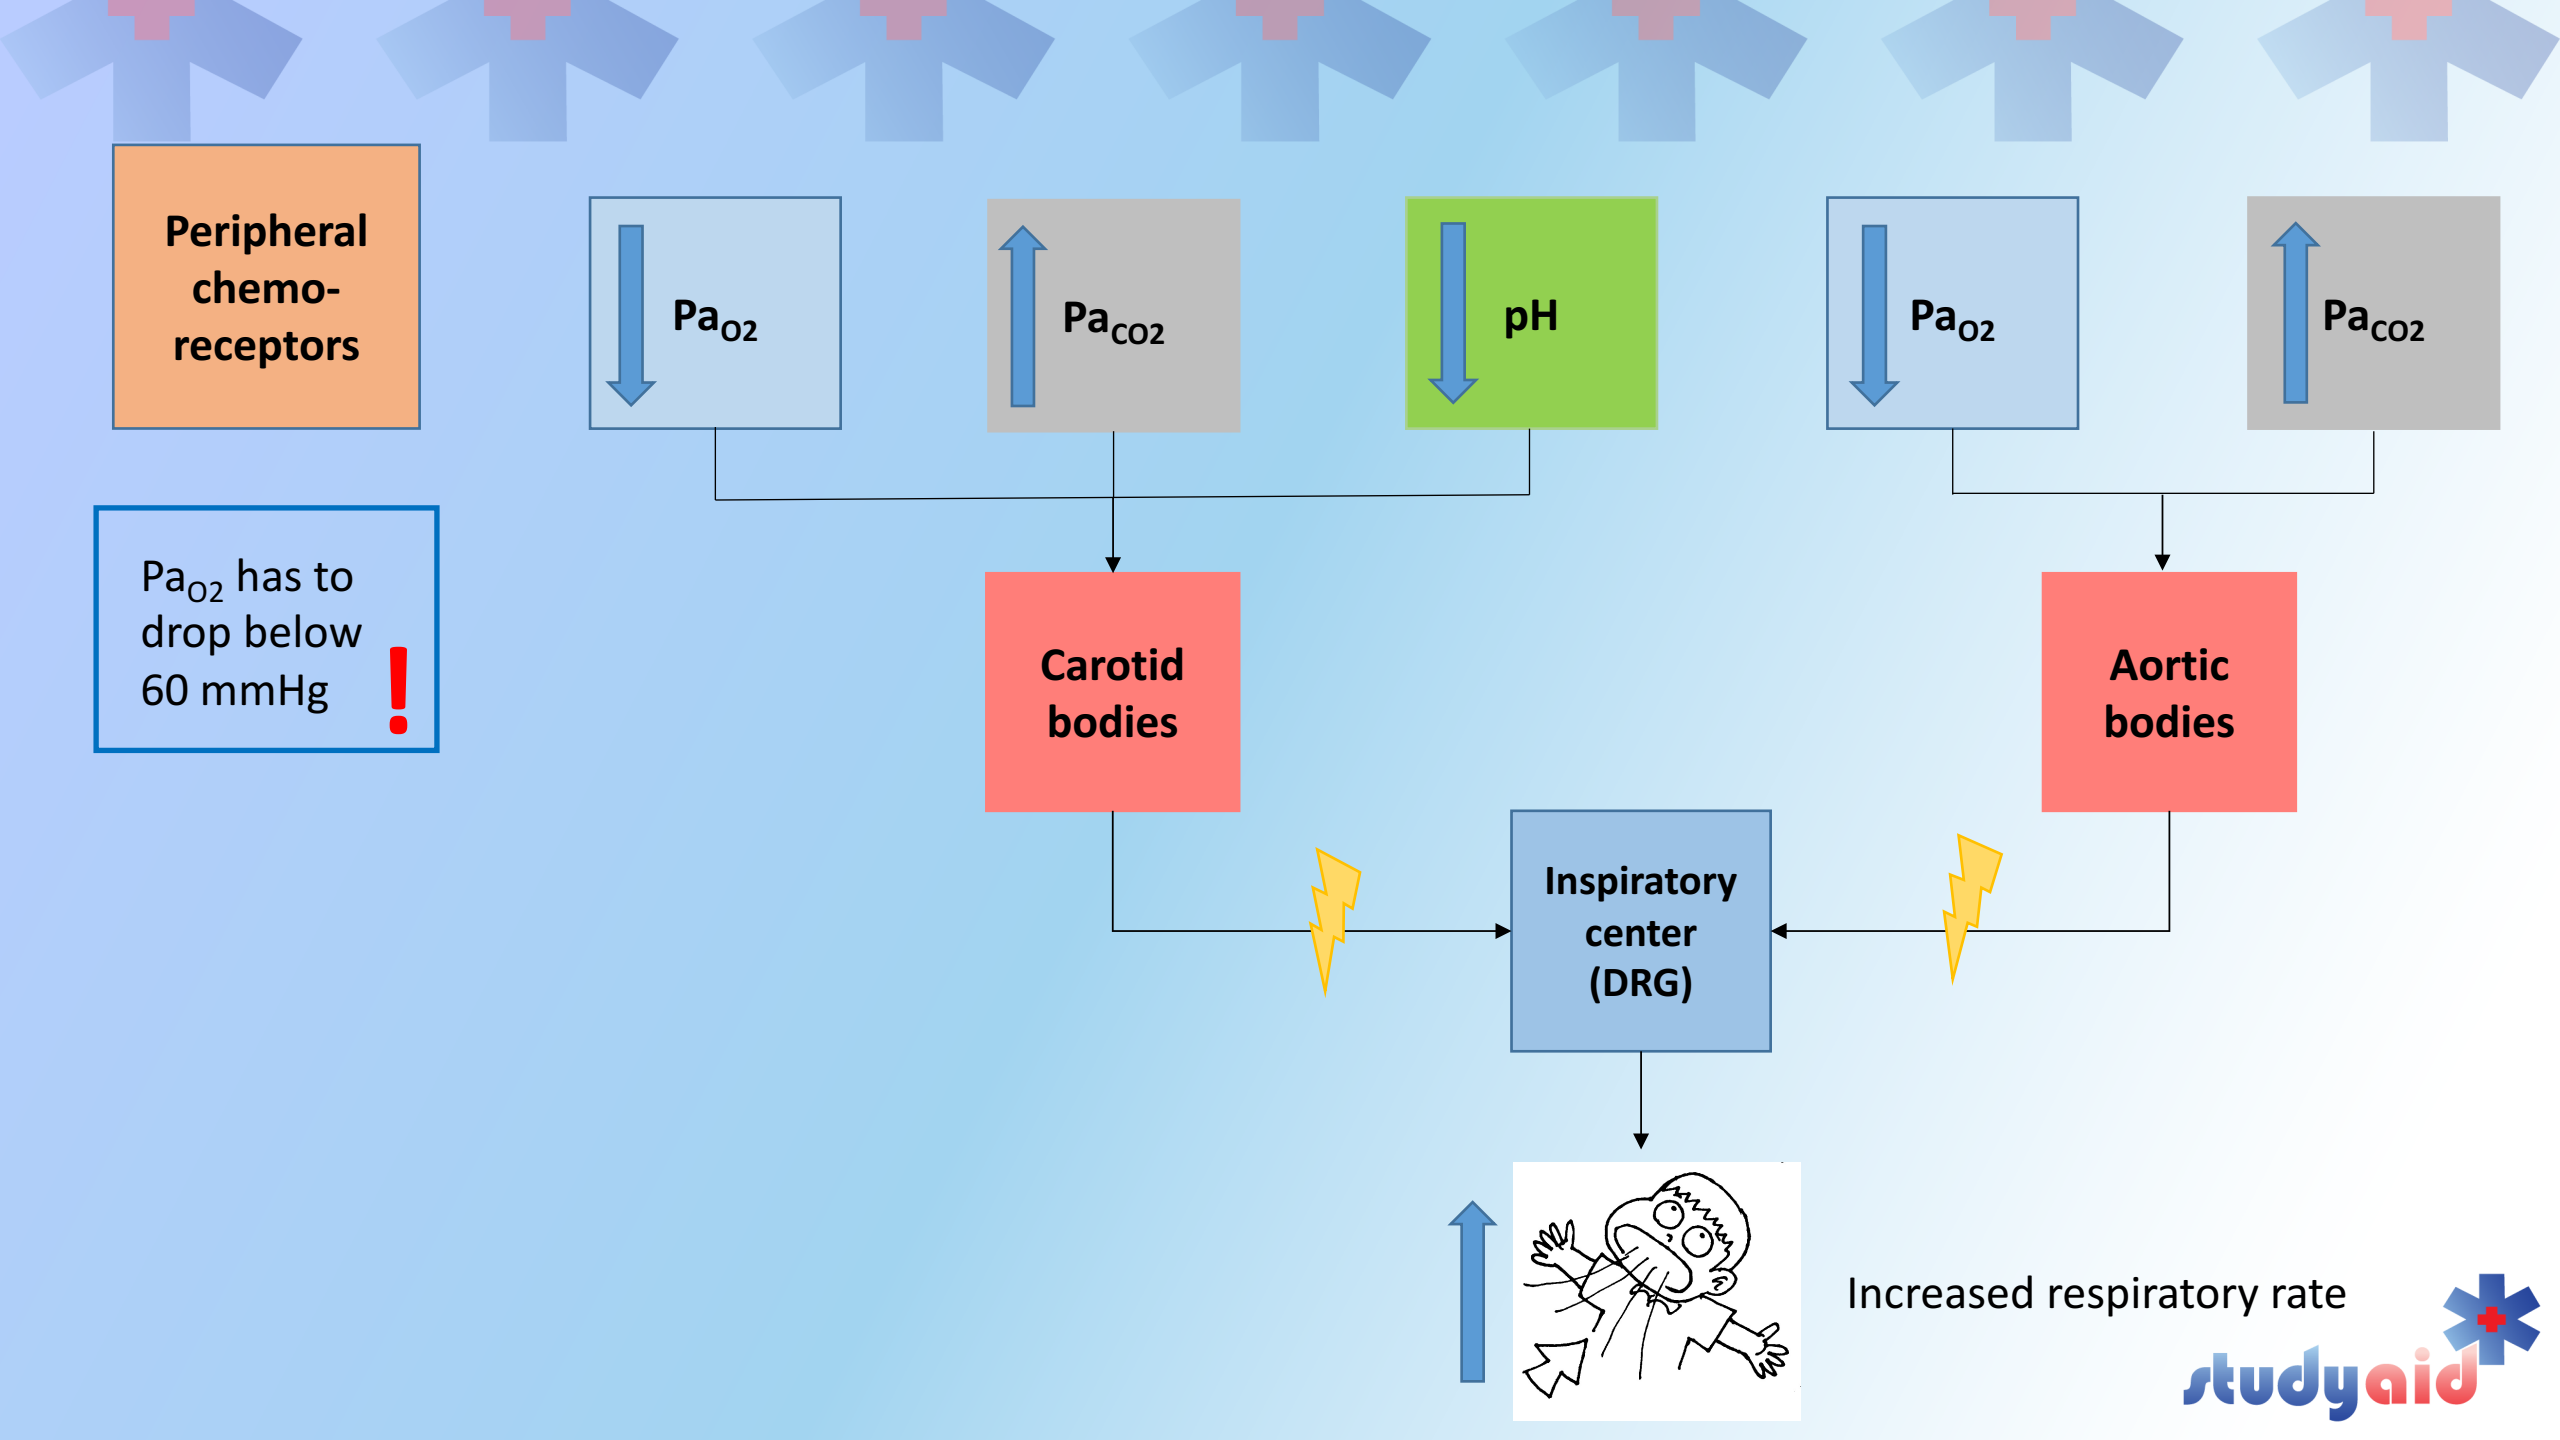 Peripheral
chemo-
receptors
PaO2
PaCO2
pH
PaO2
PaCO2
PaO2 has to
drop below
60 mmHg
!
Carotid
bodies
Aortic
bodies
Inspiratory
center
(DRG)
Increased respiratory rate
studyaid